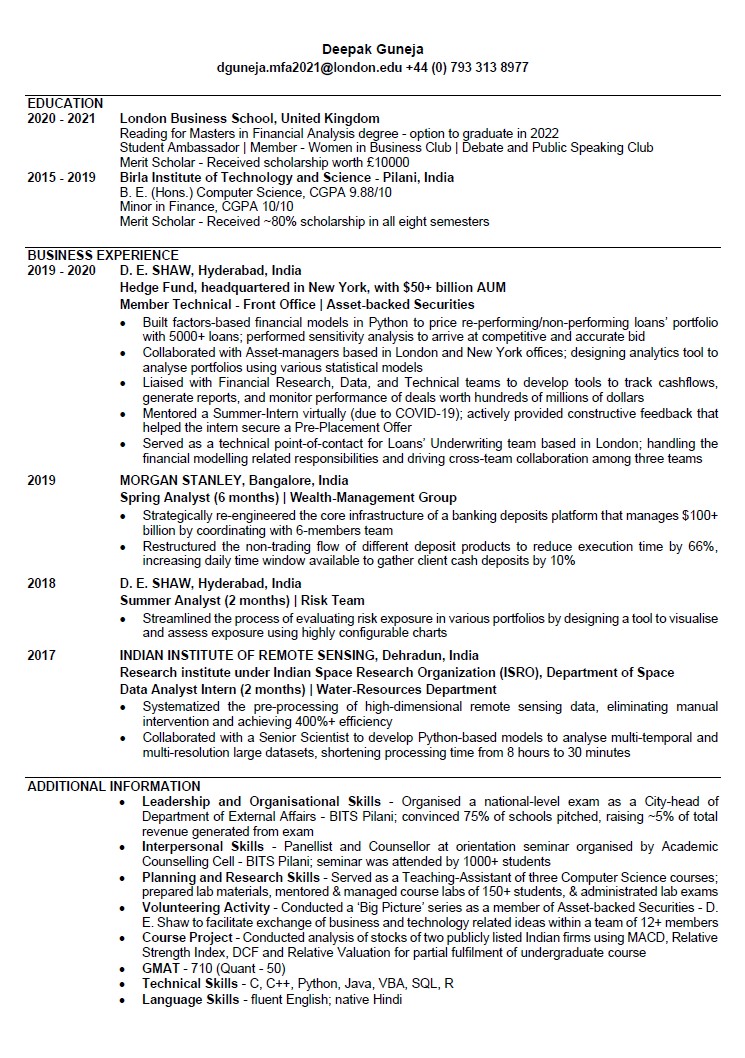 Deepak Guneja
dguneja.mfa2021@london.edu +44 (0) 793 313 8977
EDUCATION
2020 - 2021 London Business School, United Kingdom
Reading for Masters in Financial Analysis degree - option to graduate in 2022
Student Ambassador | Member - Women in Business Club | Debate and Public Speaking Club
Merit Scholar - Received scholarship worth £10000
2015 - 2019 Birla Institute of Technology and Science - Pilani, India
B. E. (Hons.) Computer Science, CGPA 9.88/10
Minor in Finance, CGPA 10/10
Merit Scholar - Received ~80% scholarship in all eight semesters
BUSINESS EXPERIENCE
2019 - 2020 D. E. SHAW, Hyderabad, India
Hedge Fund, headquartered in New York, with $50+ billion AUM
Member Technical - Front Office | Asset-backed Securities
• Built factors-based financial models in Python to price re-performing/non-performing loans' portfolio
with 5000+ loans; performed sensitivity analysis to arrive at competitive and accurate bid
• Collaborated with Asset-managers based in London and New York offices; designing analytics tool to
analyse portfolios using various statistical models
• Liaised with Financial Research, Data, and Technical teams to develop tools to track cashflows,
generate reports, and monitor performance of deals worth hundreds of millions of dollars
• Mentored a Summer-Intern virtually (due to COVID-19); actively provided constructive feedback that
helped the intern secure a Pre-Placement Offer
• Served as a technical point-of-contact for Loans' Underwriting team based in London; handling the
financial modelling related responsibilities and driving cross-team collaboration among three teams
2019 MORGAN STANLEY, Bangalore, India
Spring Analyst (6 months) | Wealth-Management Group
• Strategically re-engineered the core infrastructure of a banking deposits platform that manages $100+
billion by coordinating with 6-members team
• Restructured the non-trading flow of different deposit products to reduce execution time by 66%,
increasing daily time window available to gather client cash deposits by 10%
2018 D. E. SHAW, Hyderabad, India
Summer Analyst (2 months) | Risk Team
• Streamlined the process of evaluating risk exposure in various portfolios by designing a tool to visualise
and assess exposure using highly configurable charts
2017 INDIAN INSTITUTE OF REMOTE SENSING, Dehradun, India
Research institute under Indian Space Research Organization (ISRO), Department of Space
Data Analyst Intern (2 months) | Water-Resources Department
• Systematized the pre-processing of high-dimensional remote sensing data, eliminating manual
intervention and achieving 400%+ efficiency
• Collaborated with a Senior Scientist to develop Python-based models to analyse multi-temporal and
multi-resolution large datasets, shortening processing time from 8 hours to 30 minutes
ADDITIONAL INFORMATION
• Leadership and Organisational Skills - Organised a national-level exam as a City-head of
Department of External Affairs - BITS Pilani; convinced 75% of schools pitched, raising ~5% of total
revenue generated from exam
• Interpersonal Skills - Panellist and Counsellor at orientation seminar organised by Academic
Counselling Cell - BITS Pilani; seminar was attended by 1000+ students
• Planning and Research Skills - Served as a Teaching-Assistant of three Computer Science courses;
prepared lab materials, mentored & managed course labs of 150+ students, & administrated lab exams
• Volunteering Activity - Conducted a 'Big Picture' series as a member of Asset-backed Securities - D.
E. Shaw to facilitate exchange of business and technology related ideas within a team of 12+ members
• Course Project - Conducted analysis of stocks of two publicly listed Indian firms using MACD, Relative
Strength Index, DCF and Relative Valuation for partial fulfilment of undergraduate course
• GMAT - 710 (Quant - 50)
• Technical Skills - C, C++, Python, Java, VBA, SQL, R
• Language Skills - fluent English; native Hindi